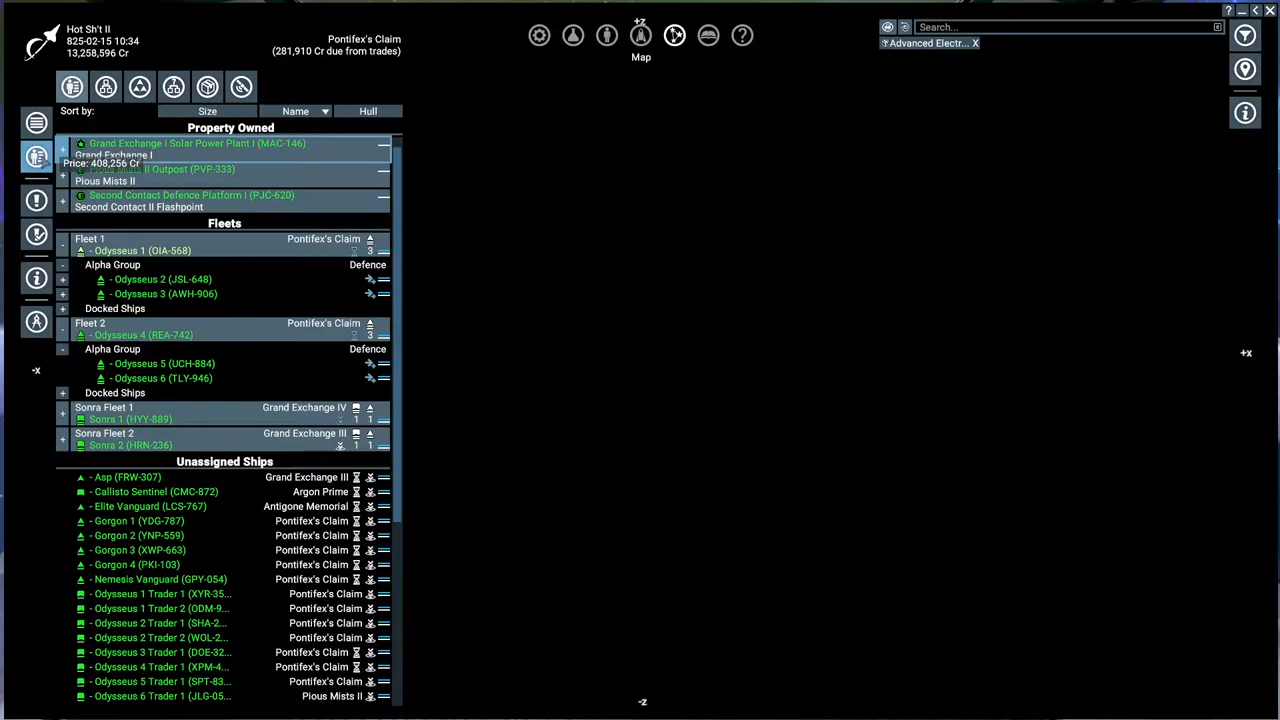 Hot Sh't II
825-02-15 10:34
13,258,596 Cr
Pontifex's Claim
(281,910 Cr due from trades)
+z
Map
Search...
Advanced Electr... X
Sort by:
Size
Name
Hull
Property Owned
Grand Exchange I Solar Power Plant I (MAC-146)
Grand Exchange I
Price: 408,256 Cr
II Outpost (PVP-333)
Pious Mists II
Second Contact Defence Platform I (PJC-620)
Second Contact II Flashpoint
Fleets
Fleet 1 Pontifex's Claim
- Odysseus 1 (OIA-568) 3
- Alpha Group Defence
+ - Odysseus 2 (JSL-648)
+ - Odysseus 3 (AWH-906)
+ Docked Ships
Fleet 2 Pontifex's Claim
- Odysseus 4 (REA-742) 3
- Alpha Group Defence
- Odysseus 5 (UCH-884)
- Odysseus 6 (TLY-946)
+ Docked Ships
Sonra Fleet 1 Grand Exchange IV
+ Sonra 1 (HYY-889) 1 1
Sonra Fleet 2 Grand Exchange III
+ Sonra 2 (HRN-236) 1 1
Unassigned Ships
- Asp (FRW-307) Grand Exchange III
- Callisto Sentinel (CMC-872) Argon Prime
- Elite Vanguard (LCS-767) Antigone Memorial
- Gorgon 1 (YDG-787) Pontifex's Claim
- Gorgon 2 (YNP-559) Pontifex's Claim
- Gorgon 3 (XWP-663) Pontifex's Claim
- Gorgon 4 (PKI-103) Pontifex's Claim
- Nemesis Vanguard (GPY-054) Pontifex's Claim
- Odysseus 1 Trader 1 (XYR-35... Pontifex's Claim
- Odysseus 1 Trader 2 (ODM-9... Pontifex's Claim
- Odysseus 2 Trader 1 (SHA-2... Pontifex's Claim
- Odysseus 2 Trader 2 (WOL-2... Pontifex's Claim
- Odysseus 3 Trader 1 (DOE-32... Pontifex's Claim
- Odysseus 4 Trader 1 (XPM-4... Pontifex's Claim
- Odysseus 5 Trader 1 (SPT-83... Pontifex's Claim
- Odysseus 6 Trader 1 (JLG-05... Pious Mists II
-x
+x
-z